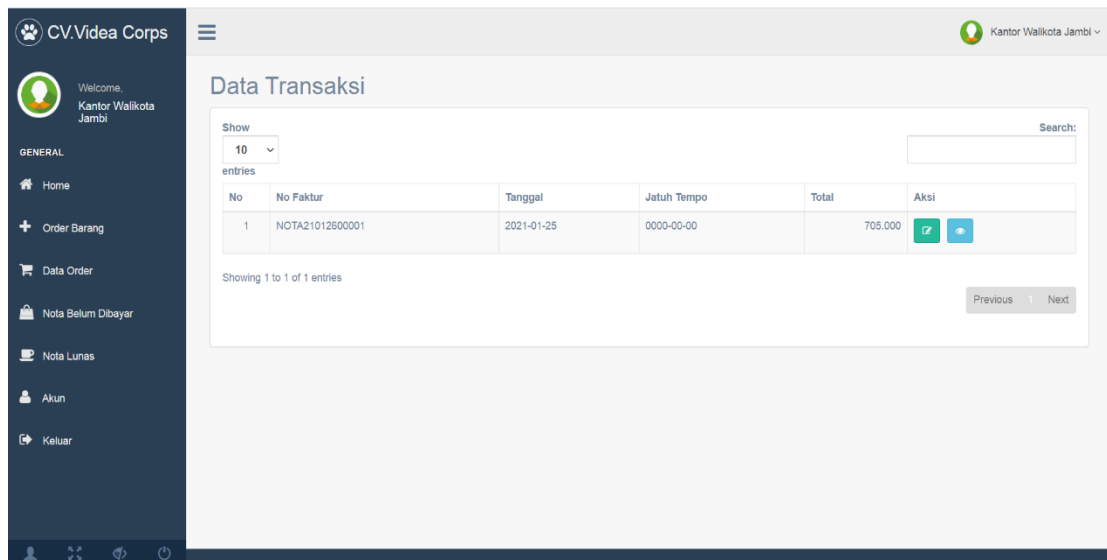 CV.Videa Corps
Kantor Walikota Jambi
Welcome,
Kantor Walikota
Jambi
GENERAL
Home
Order Barang
Data Order
Nota Belum Dibayar
Nota Lunas
Akun
Keluar
Data Transaksi
Show
10
entries
Search:
No No Faktur Tanggal Jatuh Tempo Total Aksi
1 NOTA21012600001 2021-01-25 0000-00-00 705.000
Showing 1 to 1 of 1 entries
Previous 1 Next